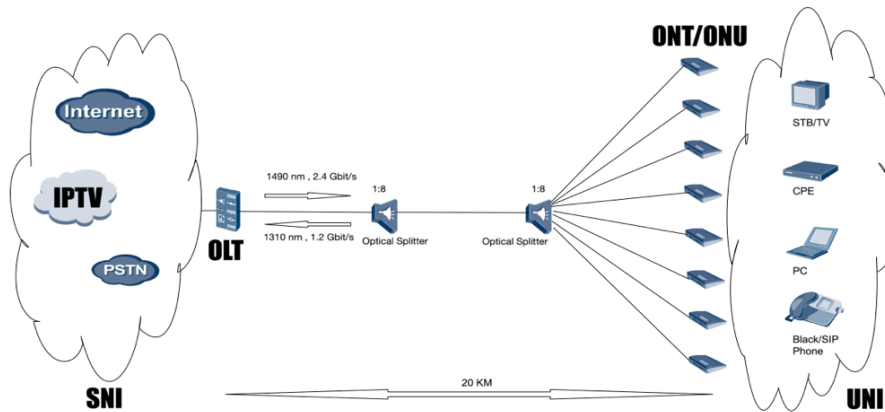 ONT/ONU
Internet
STB/TV
IPTV
1490 nm , 2.4 Gbit/s
1:8
1:8
CPE
OLT
1310 nm , 1.2 Gbit/s
Optical Splitter
Optical Splitter
PSTN
PC
Black/SIP
Phone
20 KM
SNI
UNI